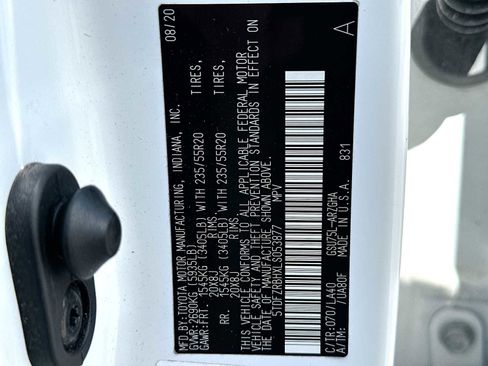 MFD.BY:TOYOTA MOTOR MANUFACTURING, INDIANA, INC. 08/20 A
GVWR:2690KG (5935LB)
GAWR:FRT. 1545KG (3405LB) WITH 235/55R20 TIRES,
20X8J RIMS,
RR. 1545KG (3405LB) WITH 235/55R20 TIRES,
20X8J RIMS,
THIS VEHICLE CONFORMS TO ALL APPLICABLE FEDERAL MOTOR
VEHICLE SAFETY AND THEFT PREVENTION STANDARDS IN EFFECT ON
THE DATE OF MANUFACTURE SHOWN ABOVE.
5TDFZRBHXLS053877 MPV
831
C/TR:070/LA40 GSU75L-ARZGHA
A/TM: /UA80F MADE IN U.S.A.